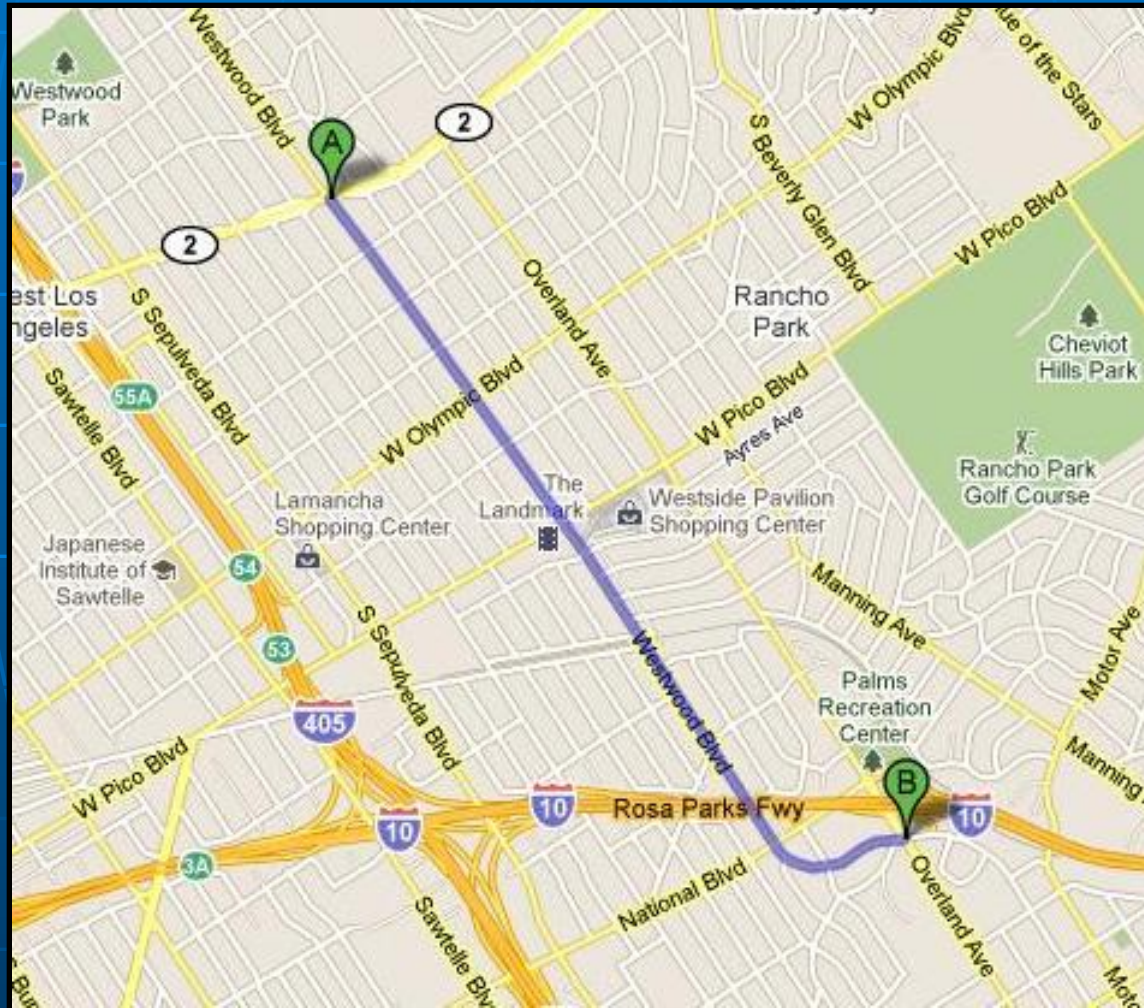 Westwood
Park
Westwood Blvd
A
2
W Olympic Blvd
S Beverly Glen Blvd
2
W Pico Blvd
Overland Ave
Rancho
Park
Cheviot
Hills Park
S Sepulveda Blvd
55A
Sawtelle Blvd
W Olympic Blvd
W Pico Blvd
Ayres Ave
Rancho Park
Golf Course
The
Landmark
Westside Pavilion
Shopping Center
Lamancha
Shopping Center
Japanese
Institute of
Sawtelle
54
53
Manning Ave
S Sepulveda Blvd
Westwood Blvd
Motor Ave
Palms
Recreation
Center
405
W Pico Blvd
Manning
B
10
Rosa Parks Fwy
10
10
3A
National Blvd
Overland Ave
Sawtelle Blvd